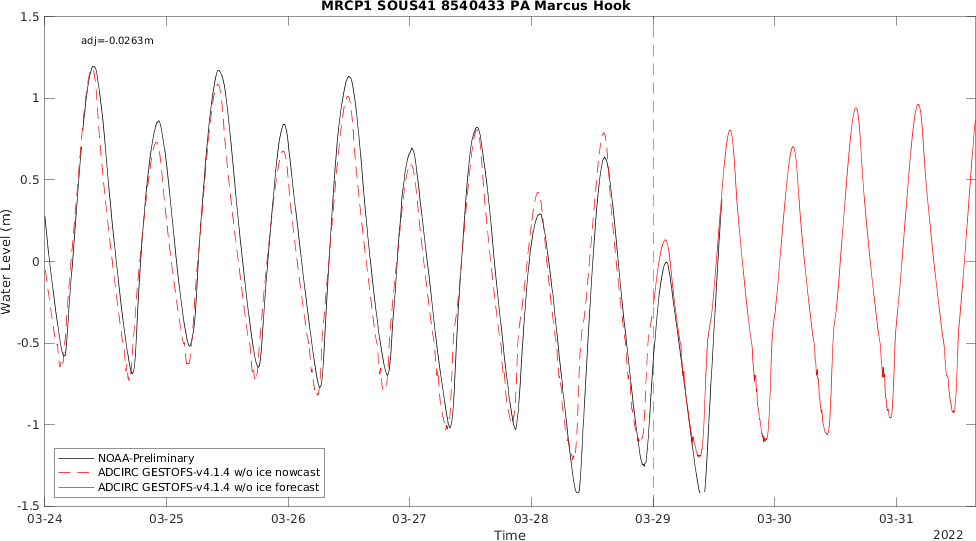 MRCP1 SOUS41 8540433 PA Marcus Hook
adj=-0.0263m
1.5
1
0.5
0
-0.5
-1
-1.5
Water Level (m)
NOAA-Preliminary
ADCIRC GESTOFS-v4.1.4 w/o ice nowcast
ADCIRC GESTOFS-v4.1.4 w/o ice forecast
03-24 03-25 03-26 03-27 03-28 03-29 03-30 03-31
Time
2022